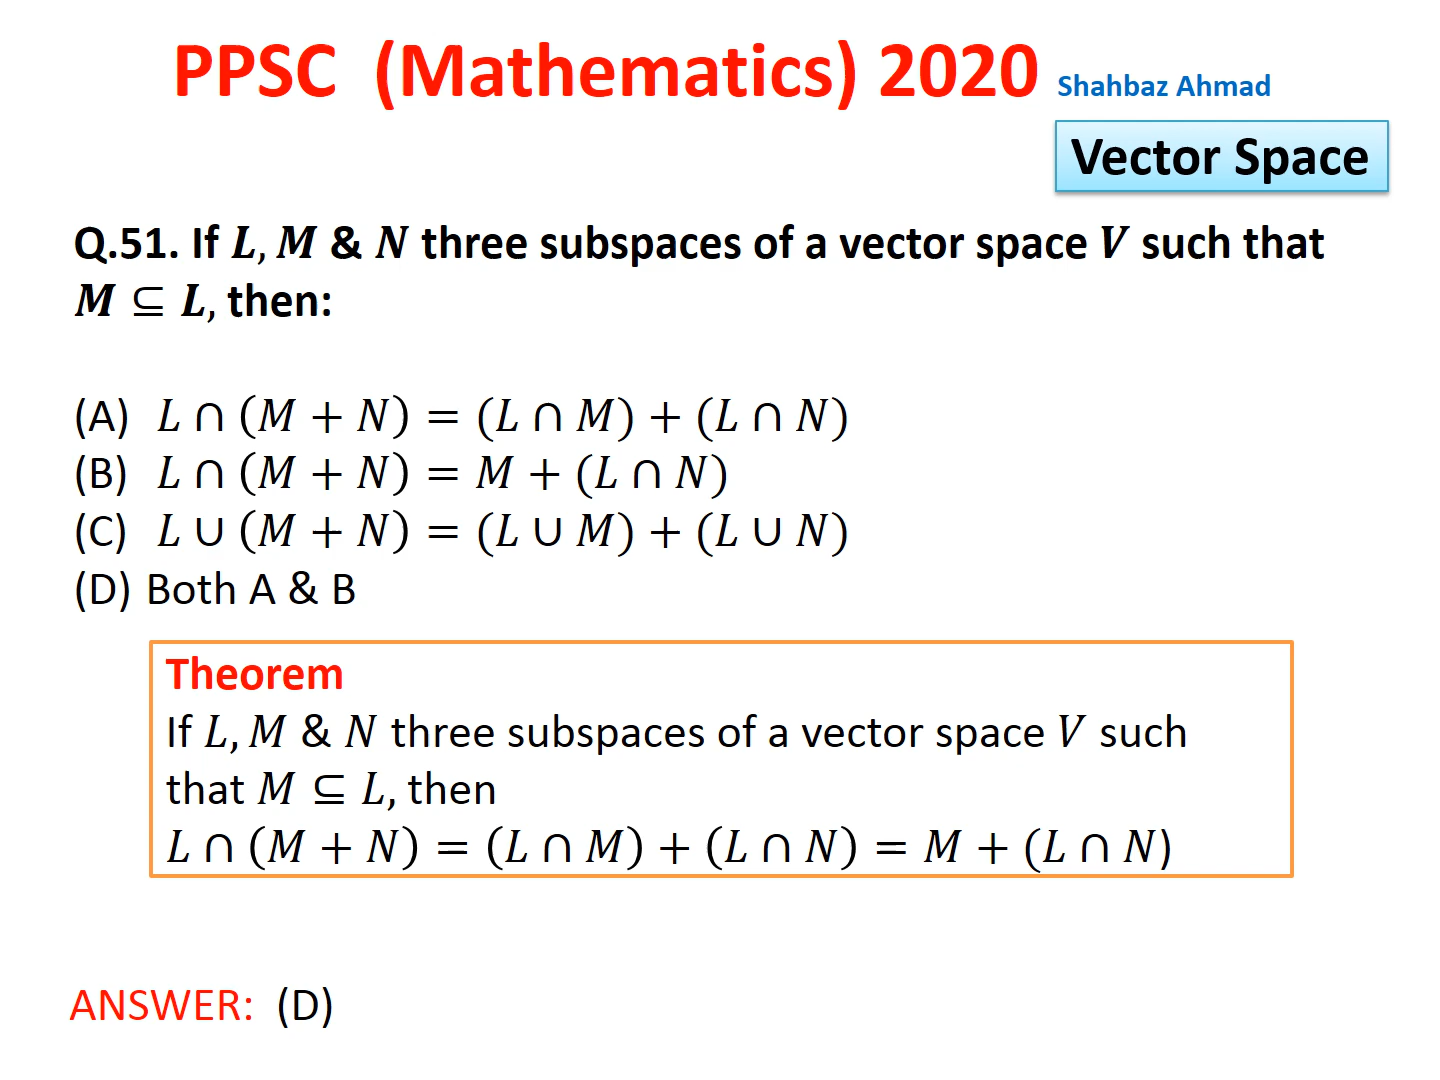 PPSC (Mathematics) 2020 Shahbaz Ahmad
Vector Space
Q.51. If L, M & N three subspaces of a vector space V such that
M ⊆ L, then:
(A) L ∩ (M + N) = (L ∩ M) + (L ∩ N)
(B) L ∩ (M + N) = M + (L ∩ N)
(C) L ∪ (M + N) = (L ∪ M) + (L ∪ N)
(D) Both A & B
Theorem
If L, M & N three subspaces of a vector space V such
that M ⊆ L, then
L ∩ (M + N) = (L ∩ M) + (L ∩ N) = M + (L ∩ N)
ANSWER: (D)